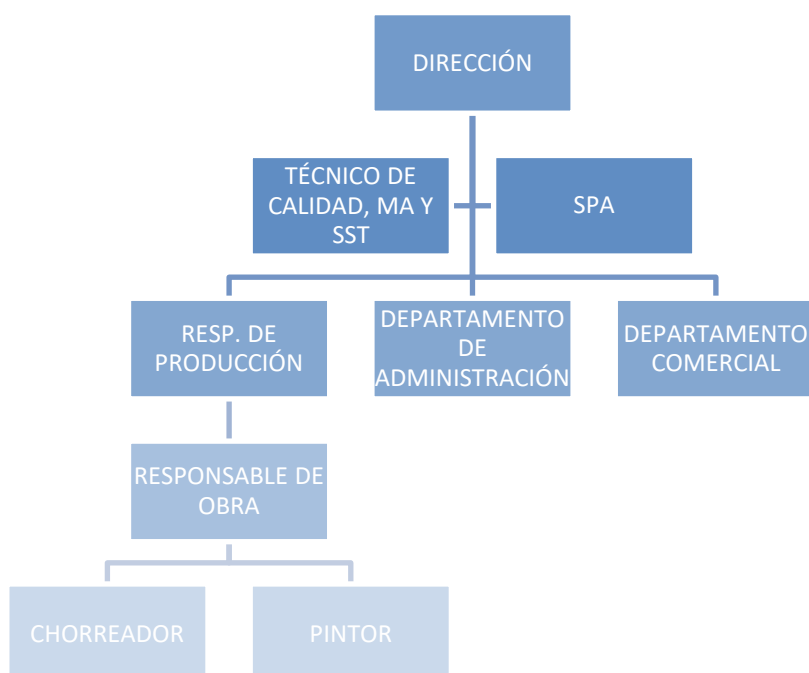 DIRECCIÓN
TÉCNICO DE
CALIDAD, MA Y
SST
SPA
RESP. DE
PRODUCCIÓN
DEPARTAMENTO
DE
ADMINISTRACIÓN
DEPARTAMENTO
COMERCIAL
RESPONSABLE DE
OBRA
CHORREADOR
PINTOR